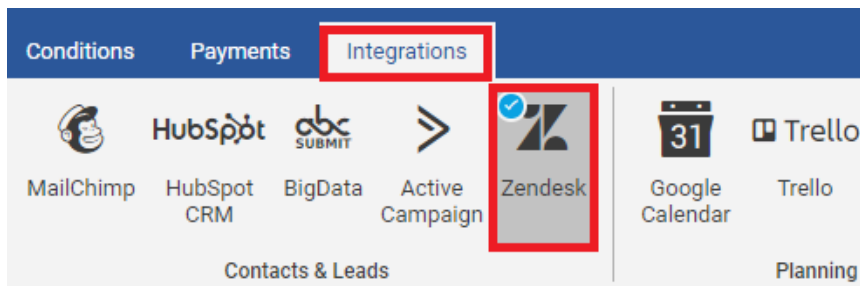 Conditions Payments Integrations
HubSpot abc SUBMIT 31 Trello
MailChimp HubSpot CRM BigData Active Campaign Zendesk Google Calendar Trello
Contacts & Leads Planning